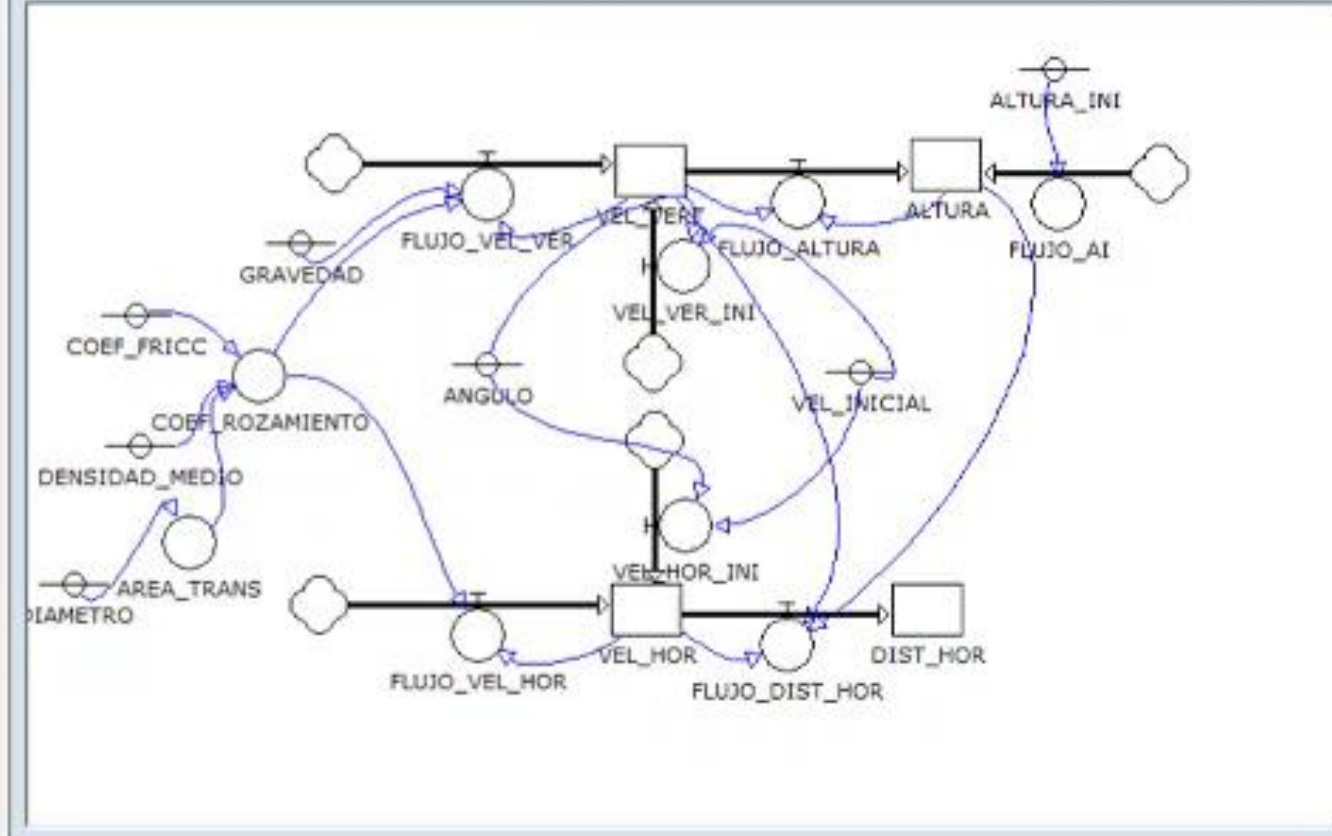 ALTURA_INI
VEL_VERT
ALTURA
FLUJO_VEL_VER
FLUJO_ALTURA
FLUJO_AI
GRAVEDAD
VEL_VER_INI
COEF_FRICC
ANGULO
VEL_INICIAL
COEF_ROZAMIENTO
DENSIDAD_MEDIO
VEL_HOR_INI
AREA_TRANS
DIAMETRO
VEL_HOR
DIST_HOR
FLUJO_VEL_HOR
FLUJO_DIST_HOR